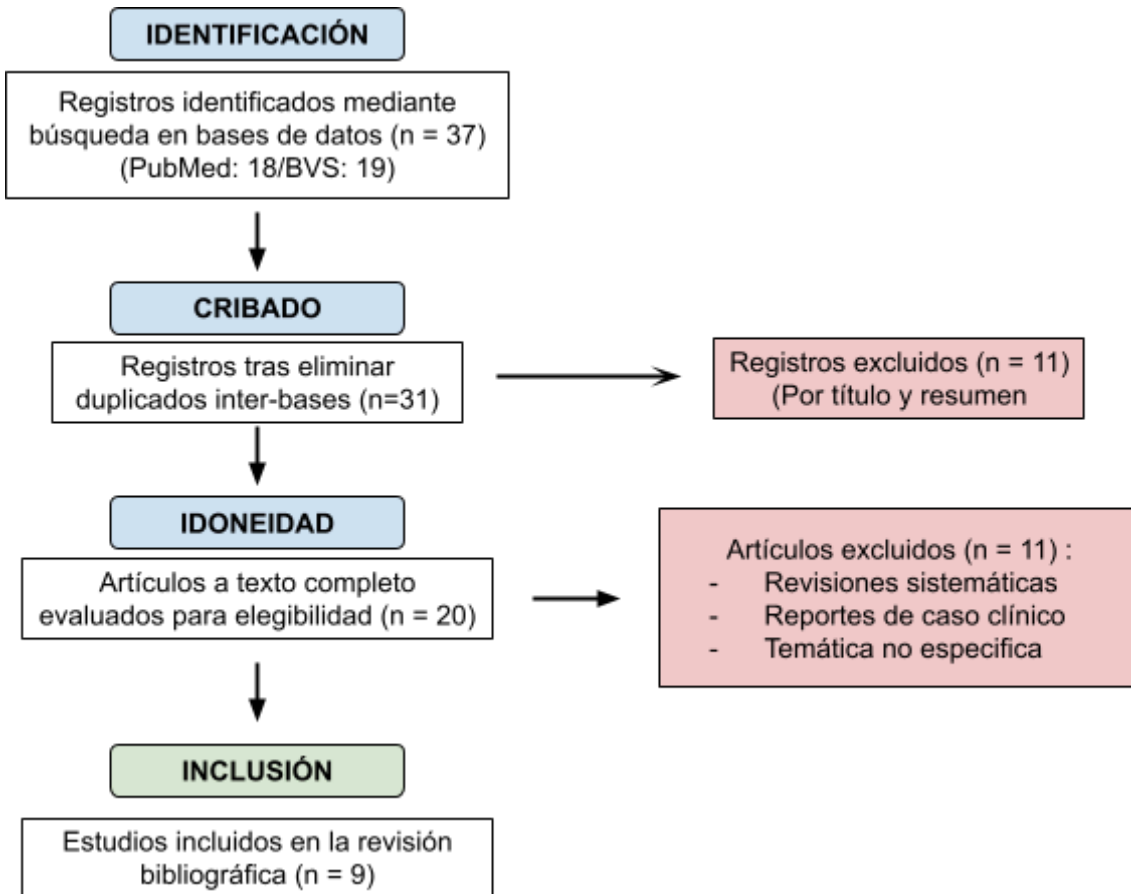 IDENTIFICACIÓN
Registros identificados mediante
búsqueda en bases de datos (n = 37)
(PubMed: 18/BVS: 19)
CRIBADO
Registros tras eliminar
duplicados inter-bases (n=31)
Registros excluidos (n = 11)
(Por título y resumen
IDONEIDAD
Artículos a texto completo
evaluados para elegibilidad (n = 20)
Artículos excluidos (n = 11) :
- Revisiones sistemáticas
- Reportes de caso clínico
- Temática no especifica
INCLUSIÓN
Estudios incluidos en la revisión
bibliográfica (n = 9)